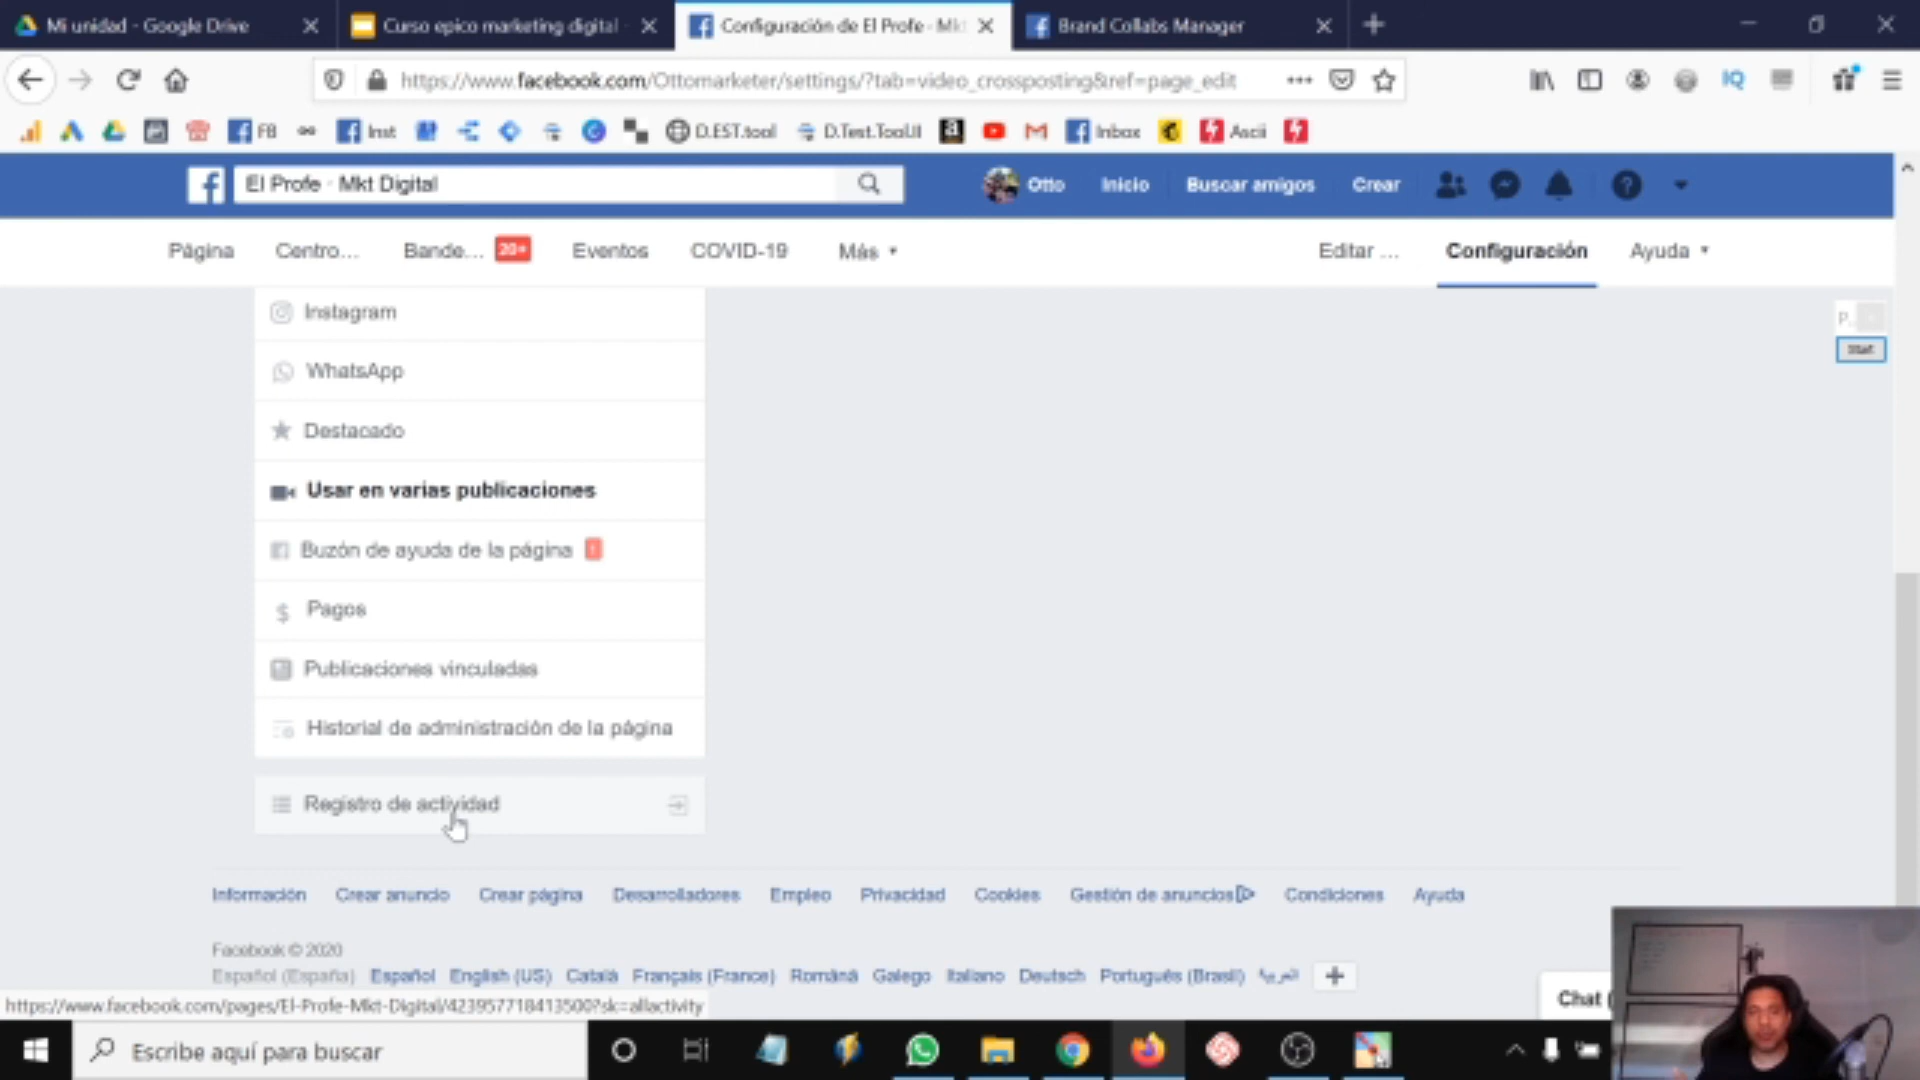 Mi unidad - Google Drive
Curso epico marketing digital -
Configuración de El Profe - Mkt
Brand Collabs Manager
https://www.facebook.com/Ottomarketer/settings/?tab=video_crossposting&ref=page_edit
IQ
FB
Inst
D.EST.tool
D.Test.ToolUI
Inbox
Ascii
El Profe - Mkt Digital
Otto
Inicio
Buscar amigos
Crear
Página
Centro...
Bande...
20+
Eventos
COVID-19
Más
Editar ...
Configuración
Ayuda
Instagram
P..
Start
WhatsApp
Destacado
Usar en varias publicaciones
Buzón de ayuda de la página
Pagos
Publicaciones vinculadas
Historial de administración de la página
Registro de actividad
Información Crear anuncio Crear página Desarrolladores Empleo Privacidad Cookies Gestión de anuncios Condiciones Ayuda
Facebook © 2020
Español (España) Español English (US) Català Français (France) Română Galego Italiano Deutsch Português (Brasil) العربية
https://www.facebook.com/pages/El-Profe-Mkt-Digital/423957718413500?sk=allactivity
Chat (
Escribe aquí para buscar